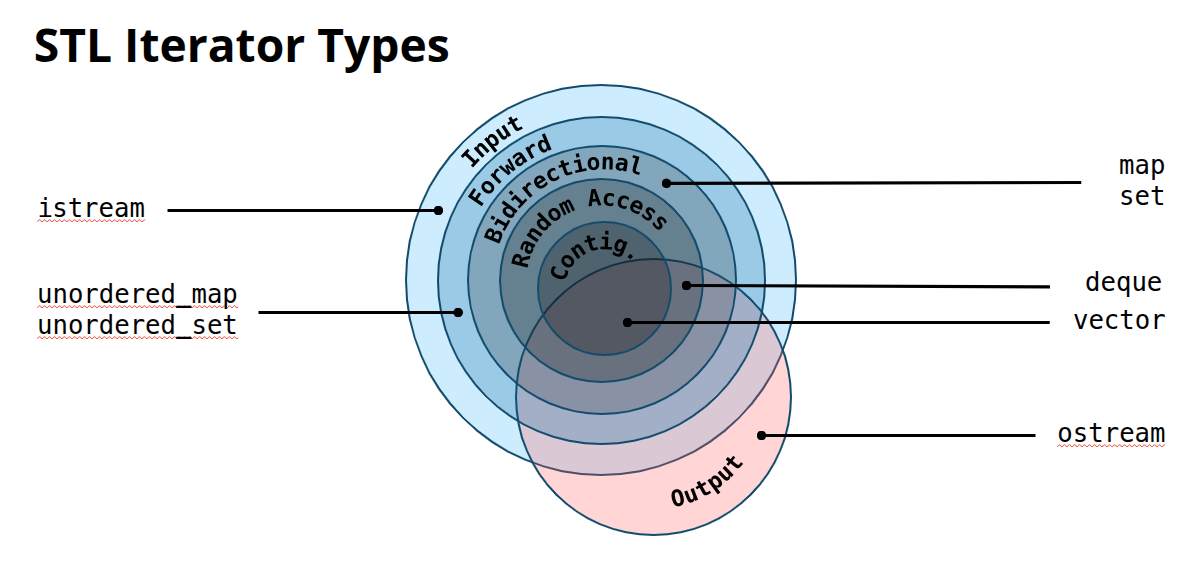 STL Iterator Types
Input
Forward
Bidirectional
Random Access
Contig.
istream
unordered_map
unordered_set
map
set
deque
vector
ostream
Output